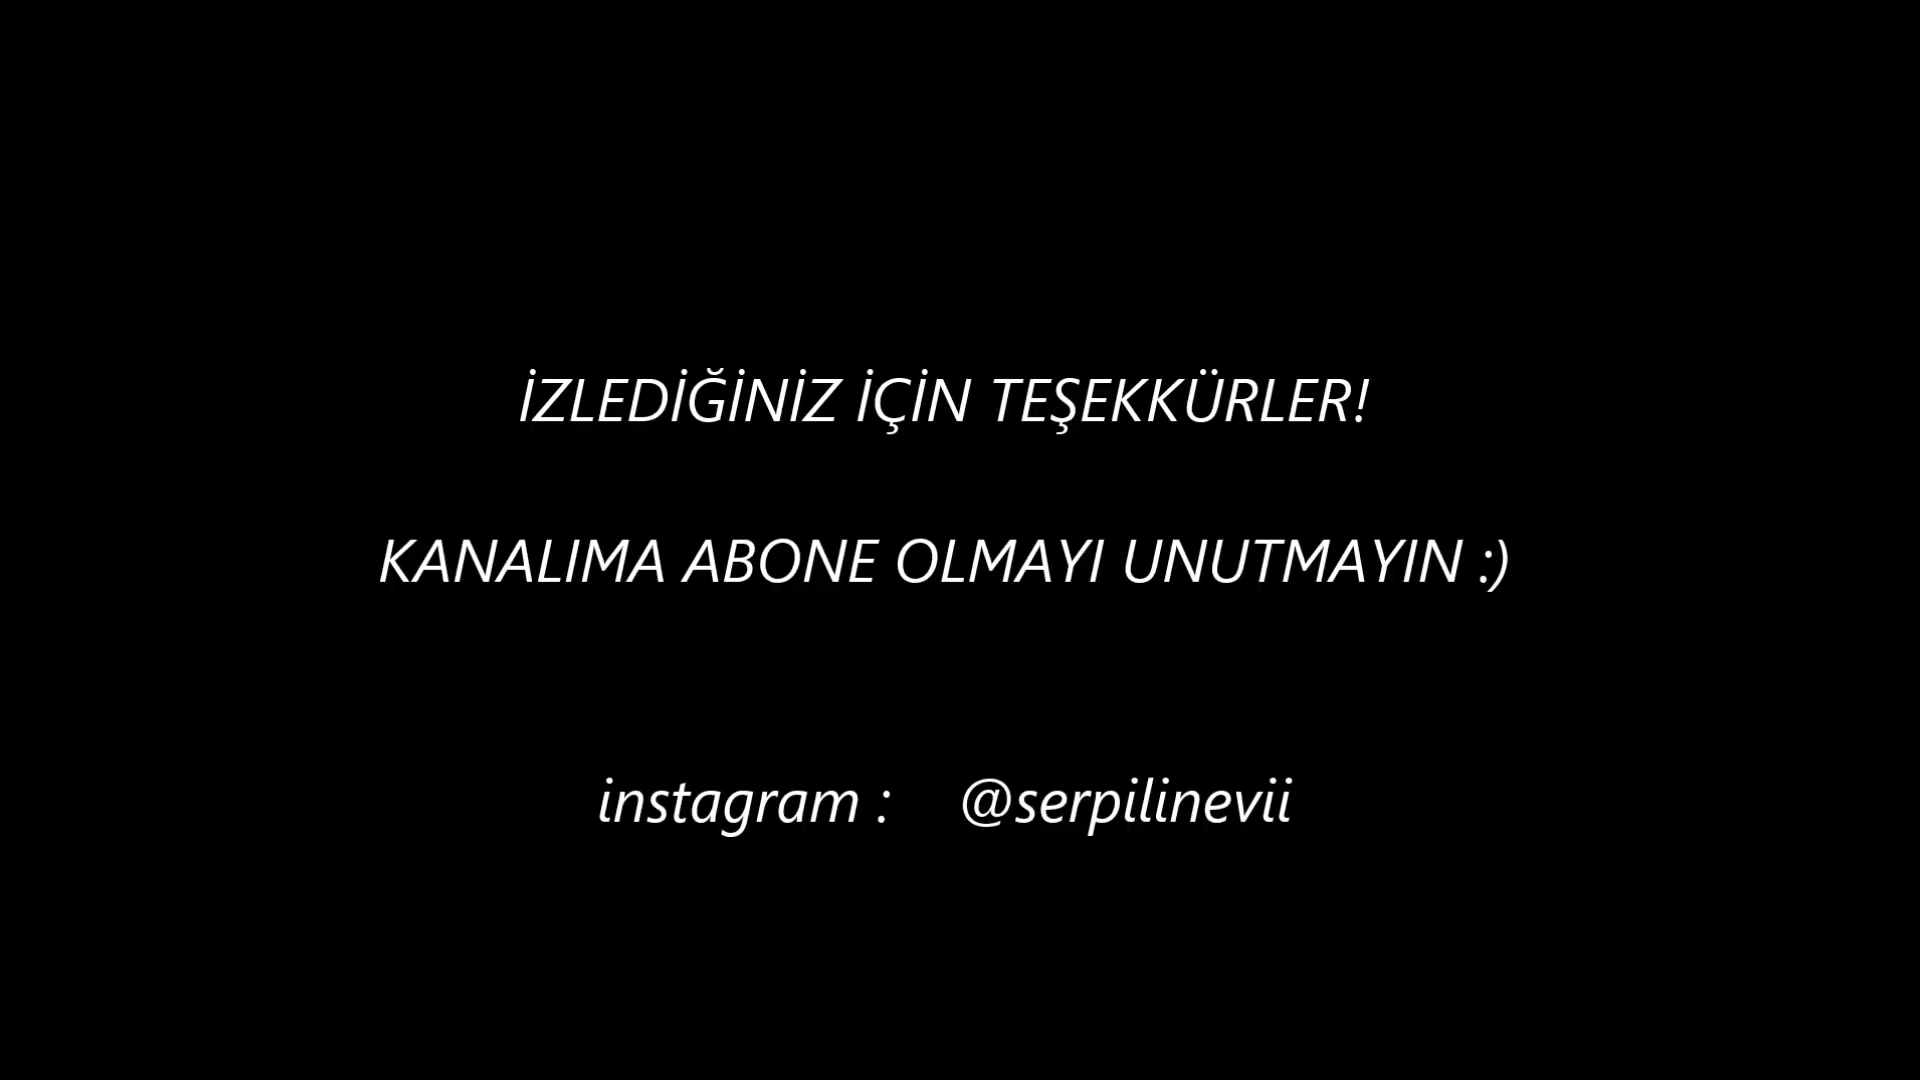 İZLEDİĞİNİZ İÇİN TEŞEKKÜRLER!
KANALIMA ABONE OLMAYI UNUTMAYIN :)
instagram : @serpilinevii